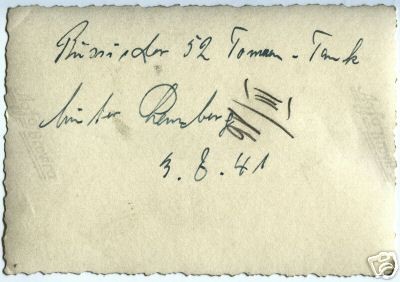 Russischer 52 Tonnen-Tank
hinter Lemberg
3. 8. 41